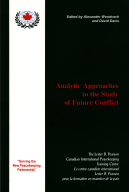 Edited by Alexander Woodcock
and David Davis
Analytic Approaches
to the Study
of Future Conflict
The Lester B. Pearson
Canadian International Peacekeeping
Training Centre
Le centre canadien international
Lester B. Pearson
pour la formation en maintien de la paix
"Serving the
New Peacekeeping
Partnership"